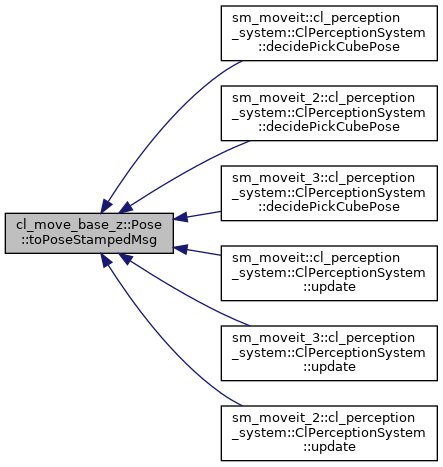 sm_moveit::cl_perception
_system::ClPerceptionSystem
::decidePickCubePose
sm_moveit_2::cl_perception
_system::ClPerceptionSystem
::decidePickCubePose
sm_moveit_3::cl_perception
_system::ClPerceptionSystem
::decidePickCubePose
cl_move_base_z::Pose
::toPoseStampedMsg
sm_moveit::cl_perception
_system::ClPerceptionSystem
::update
sm_moveit_3::cl_perception
_system::ClPerceptionSystem
::update
sm_moveit_2::cl_perception
_system::ClPerceptionSystem
::update